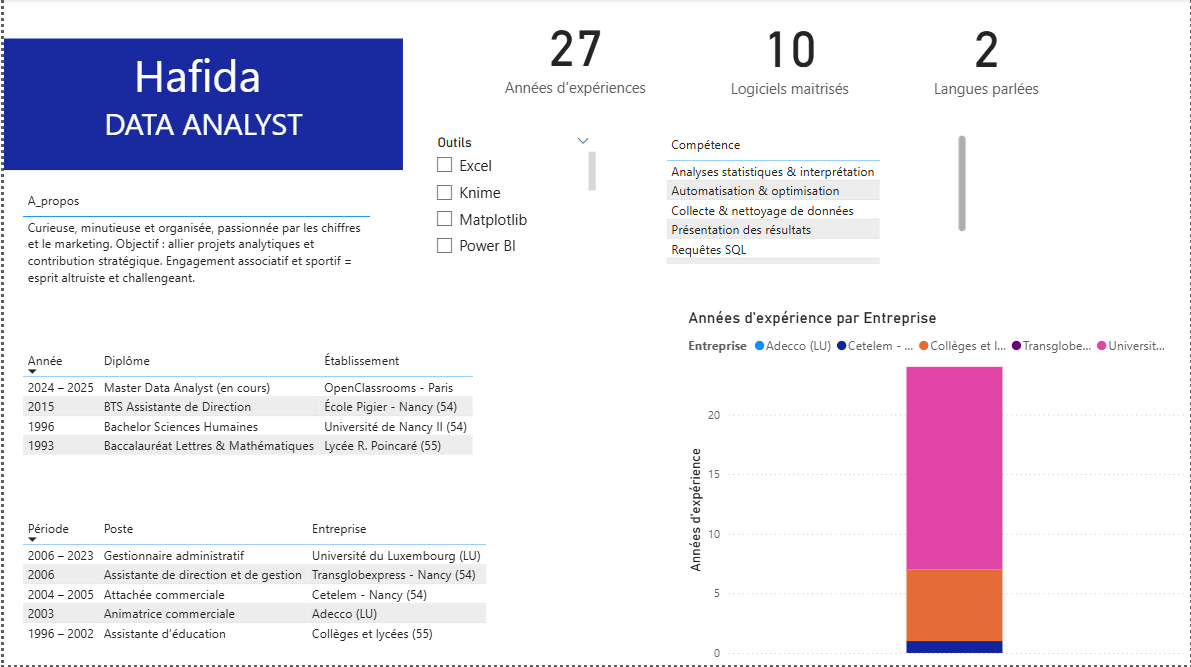 Hafida
DATA ANALYST
27
Années d'expériences
10
Logiciels maitrisés
2
Langues parlées
Outils
Excel
Knime
Matplotlib
Power BI
Compétence
Analyses statistiques & interprétation
Automatisation & optimisation
Collecte & nettoyage de données
Présentation des résultats
Requêtes SQL
A_propos
Curieuse, minutieuse et organisée, passionnée par les chiffres
et le marketing. Objectif : allier projets analytiques et
contribution stratégique. Engagement associatif et sportif =
esprit altruiste et challengeant.
Année Diplôme Établissement
2024 – 2025 Master Data Analyst (en cours) OpenClassrooms - Paris
2015 BTS Assistante de Direction École Pigier - Nancy (54)
1996 Bachelor Sciences Humaines Université de Nancy II (54)
1993 Baccalauréat Lettres & Mathématiques Lycée R. Poincaré (55)
Période Poste Entreprise
2006 – 2023 Gestionnaire administratif Université du Luxembourg (LU)
2006 Assistante de direction et de gestion Transglobexpress - Nancy (54)
2004 – 2005 Attachée commerciale Cetelem - Nancy (54)
2003 Animatrice commerciale Adecco (LU)
1996 – 2002 Assistante d'éducation Collèges et lycées (55)
Années d'expérience par Entreprise
Entreprise Adecco (LU) Cetelem - ... Collèges et l... Transglobe... Universit...
Années d'expérience
20
15
10
5
0